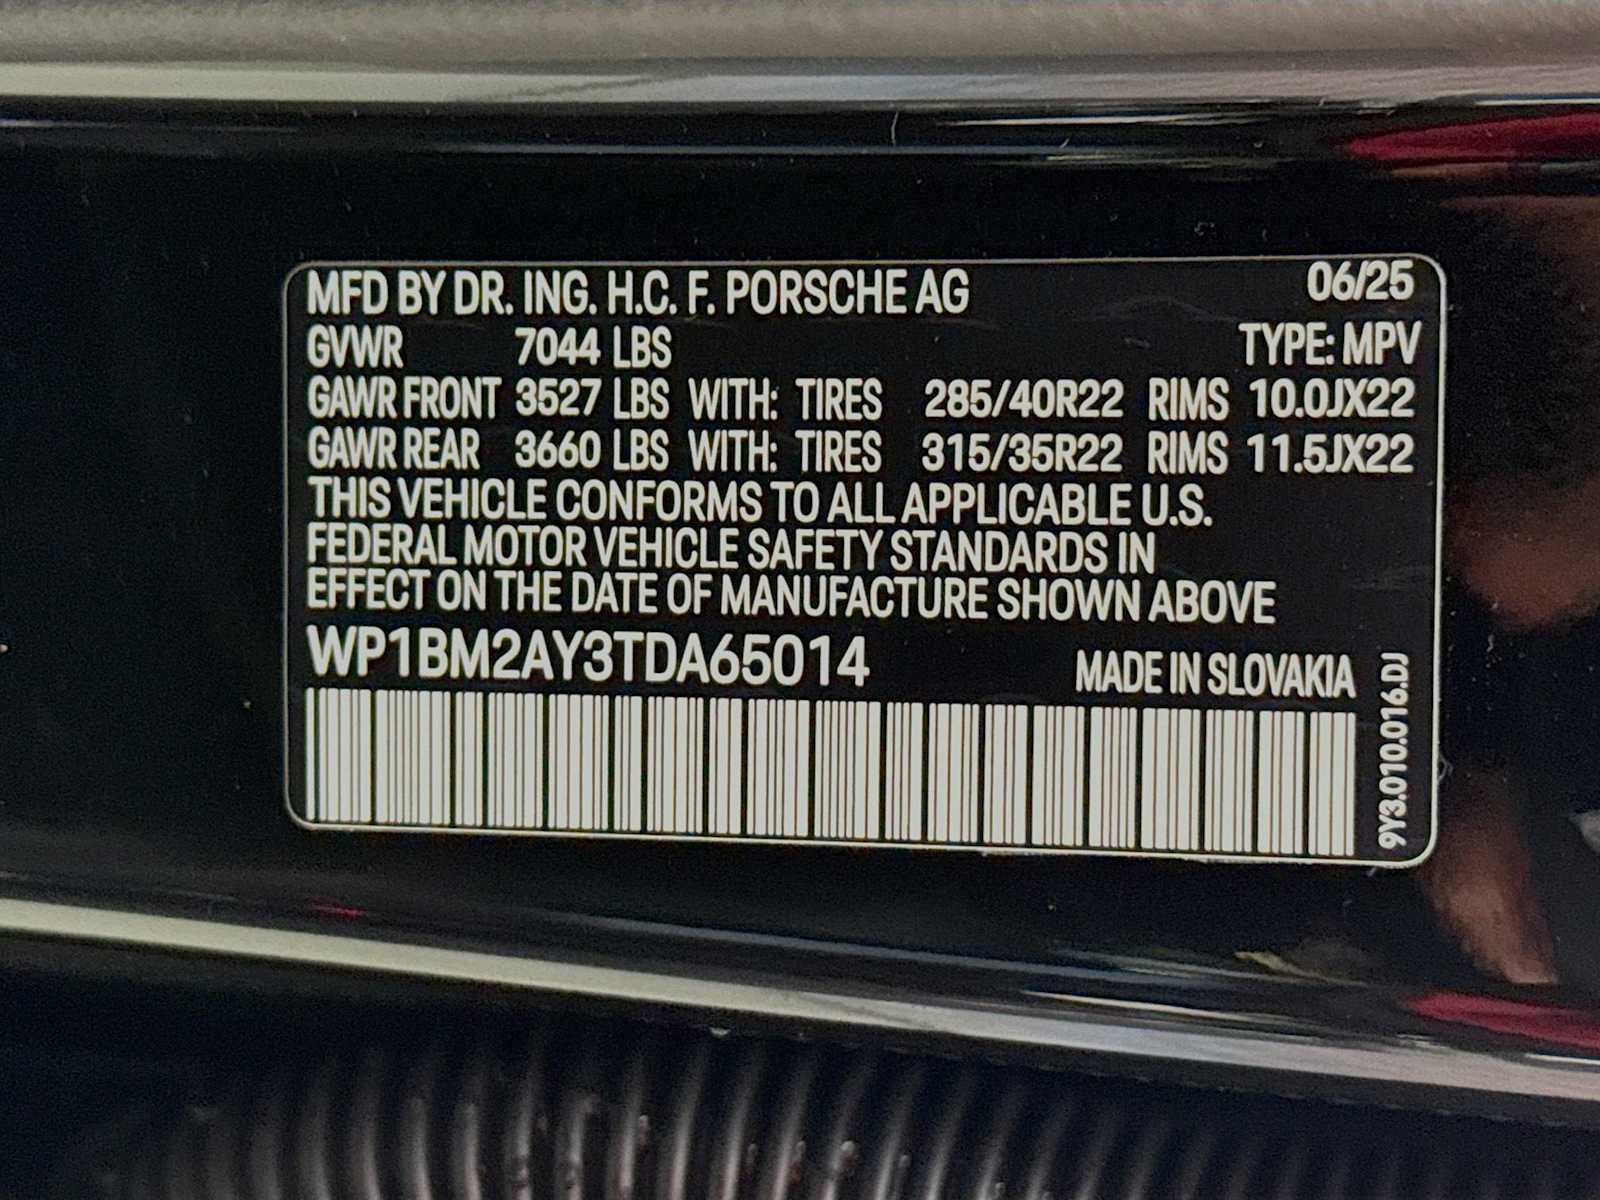 MFD BY DR. ING. H.C. F. PORSCHE AG 06/25
GVWR 7044 LBS TYPE: MPV
GAWR FRONT 3527 LBS WITH: TIRES 285/40R22 RIMS 10.0JX22
GAWR REAR 3660 LBS WITH: TIRES 315/35R22 RIMS 11.5JX22
THIS VEHICLE CONFORMS TO ALL APPLICABLE U.S.
FEDERAL MOTOR VEHICLE SAFETY STANDARDS IN
EFFECT ON THE DATE OF MANUFACTURE SHOWN ABOVE
WP1BM2AY3TDA65014 MADE IN SLOVAKIA
9Y3.010.016.DJ